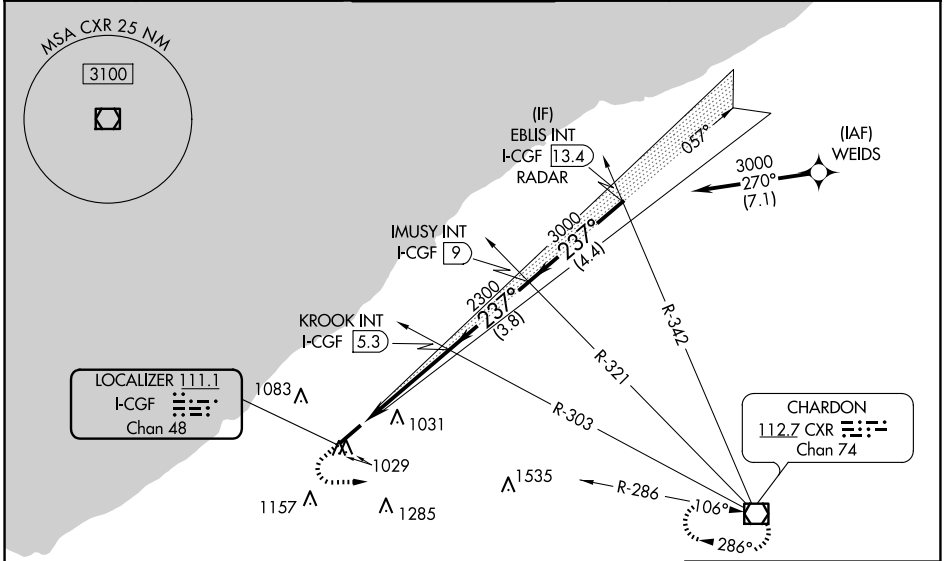 MSA CXR 25 NM
3100
(IF)
EBLIS INT
I-CGF 13.4
RADAR
057°
(IAF)
WEIDS
3000
270°
(7.1)
IMUSY INT
I-CGF 9
3000
237°
(4.4)
KROOK INT
I-CGF 5.3
2300
237°
(3.8)
R-342
R-321
R-303
LOCALIZER 111.1
I-CGF
Chan 48
1083
1031
1029
1157
1285
1535
CHARDON
112.7 CXR
Chan 74
R-286
106°
286°